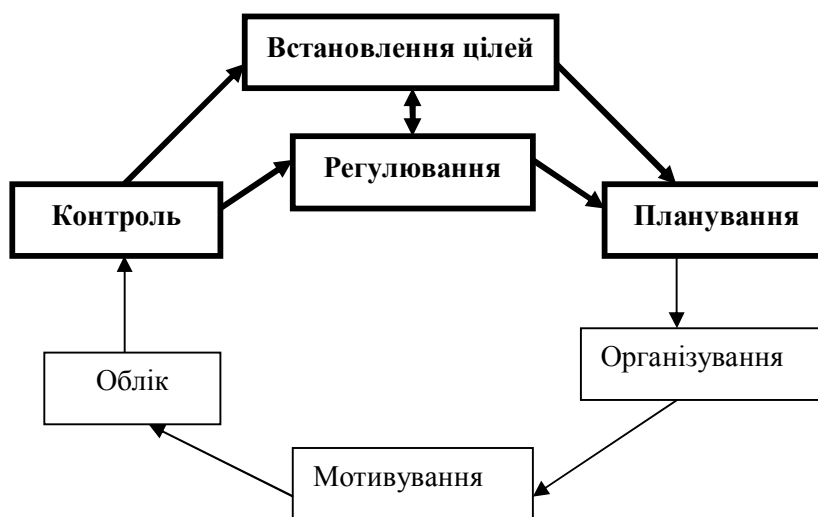 Встановлення цілей
Регулювання
Контроль
Планування
Організування
Облік
Мотивування